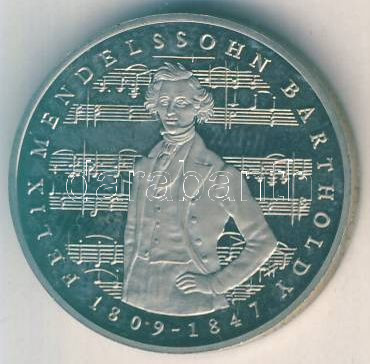 FELIX MENDELSSOHN BARTHOLDY
1809-1847
darabanth